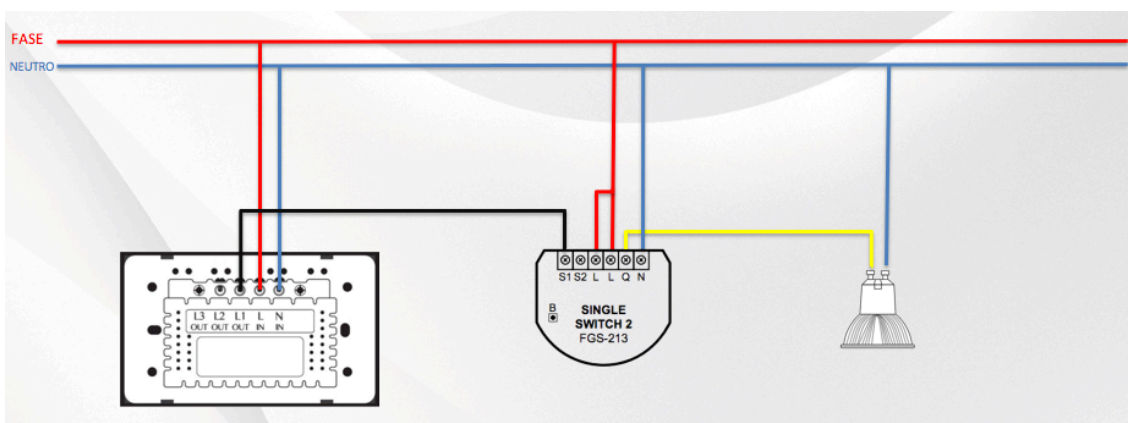 FASE
NEUTRO
S1 S2 L L Q N
B
SINGLE
SWITCH 2
FGS-213
L3 L2 L1 L N
OUT OUT OUT IN IN